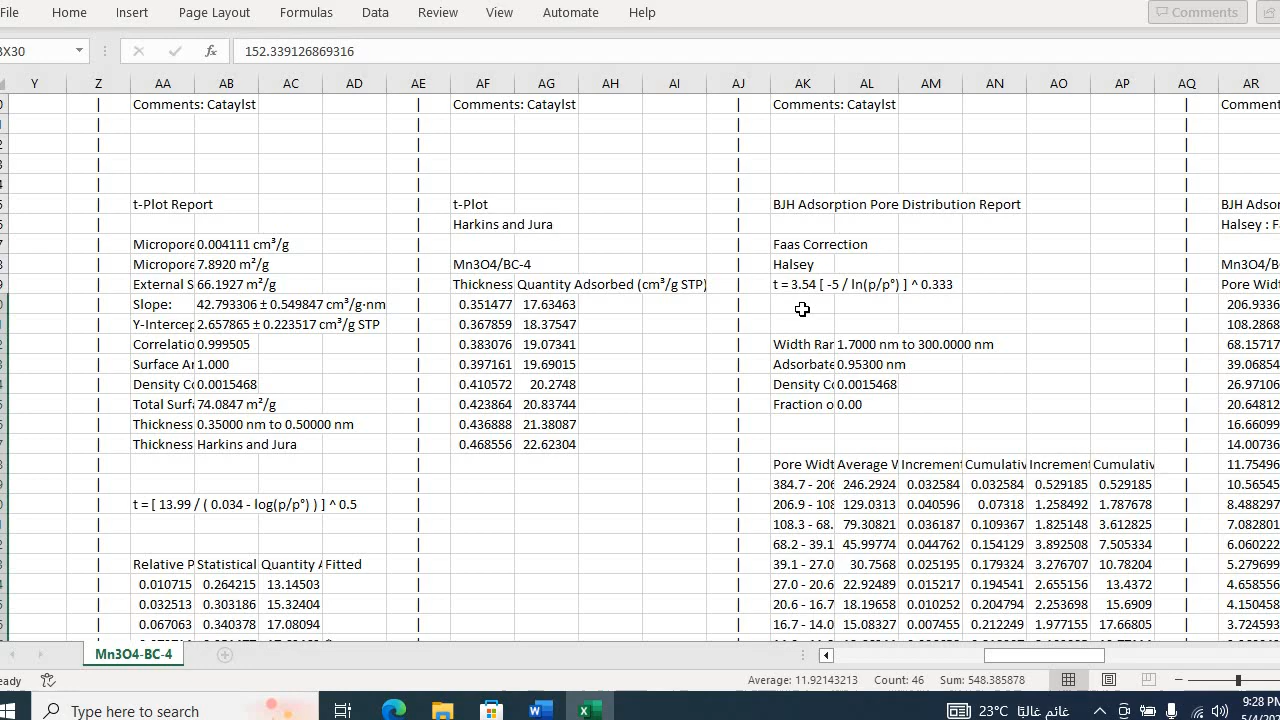 File Home Insert Page Layout Formulas Data Review View Automate Help Comments
BX30 fx 152.339126869316
Y Z AA AB AC AD AE AF AG AH AI AJ AK AL AM AN AO AP AQ AR
| Comments: Cataylst | Comments: Cataylst | Comments: Cataylst | Comment
| | | |
| | | |
| | | |
| | | |
| t-Plot Report | t-Plot | BJH Adsorption Pore Distribution Report | BJH Adsor
| | Harkins and Jura | | Halsey : F
| Micropore 0.004111 cm³/g | | Faas Correction |
| Micropore 7.8920 m²/g | Mn3O4/BC-4 | Halsey | Mn3O4/B
| External S 66.1927 m²/g | Thickness Quantity Adsorbed (cm³/g STP) | t = 3.54 [ -5 / ln(p/p°) ] ^ 0.333 | Pore Widt
| Slope: 42.793306 ± 0.549847 cm³/g·nm | 0.351477 17.63463 | | 206.9336
| Y-Intercep 2.657865 ± 0.223517 cm³/g STP | 0.367859 18.37547 | | 108.2868
| Correlatio 0.999505 | 0.383076 19.07341 | Width Ran 1.7000 nm to 300.0000 nm | 68.15717
| Surface Ar 1.000 | 0.397161 19.69015 | Adsorbate 0.95300 nm | 39.06854
| Density Co 0.0015468 | 0.410572 20.2748 | Density Co 0.0015468 | 26.97106
| Total Surfa 74.0847 m²/g | 0.423864 20.83744 | Fraction o 0.00 | 20.64812
| Thickness 0.35000 nm to 0.50000 nm | 0.436888 21.38087 | | 16.66099
| Thickness Harkins and Jura | 0.468556 22.62304 | | 14.00736
| | | Pore Widt Average W Increment Cumulativ Increment Cumulativ | 11.75496
| | | 384.7 - 206 246.2924 0.032584 0.032584 0.529185 0.529185 | 10.56545
| t = [ 13.99 / ( 0.034 - log(p/p°) ) ] ^ 0.5 | | 206.9 - 108 129.0313 0.040596 0.07318 1.258492 1.787678 | 8.488297
| | | 108.3 - 68. 79.30821 0.036187 0.109367 1.825148 3.612825 | 7.082801
| | | 68.2 - 39.1 45.99774 0.044762 0.154129 3.892508 7.505334 | 6.060222
| Relative P Statistical Quantity A Fitted | | 39.1 - 27.0 30.7568 0.025195 0.179324 3.276707 10.78204 | 5.279699
| 0.010715 0.264215 13.14503 | | 27.0 - 20.6 22.92489 0.015217 0.194541 2.655156 13.4372 | 4.658556
| 0.032513 0.303186 15.32404 | | 20.6 - 16.7 18.19658 0.010252 0.204794 2.253698 15.6909 | 4.150458
| 0.067063 0.340378 17.08094 | | 16.7 - 14.0 15.08327 0.007455 0.212249 1.977155 17.66805 | 3.724593
Mn3O4-BC-4
Ready Average: 11.92143213 Count: 46 Sum: 548.385878
Type here to search 23°C غائم غالبًا 9:28 PM